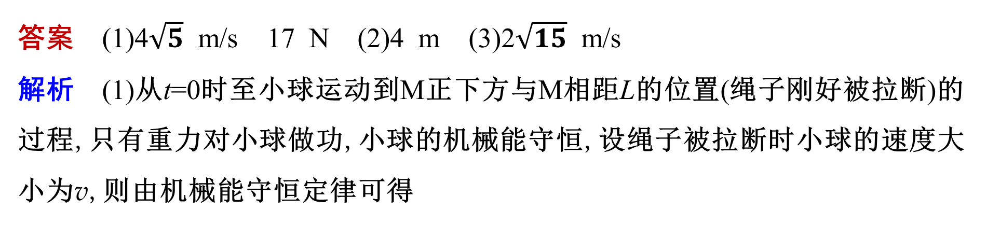 答案 (1)4√5 m/s 17 N (2)4 m (3)2√15 m/s
解析 (1)从t=0时至小球运动到M正下方与M相距L的位置(绳子刚好被拉断)的
过程, 只有重力对小球做功, 小球的机械能守恒, 设绳子被拉断时小球的速度大
小为v, 则由机械能守恒定律可得